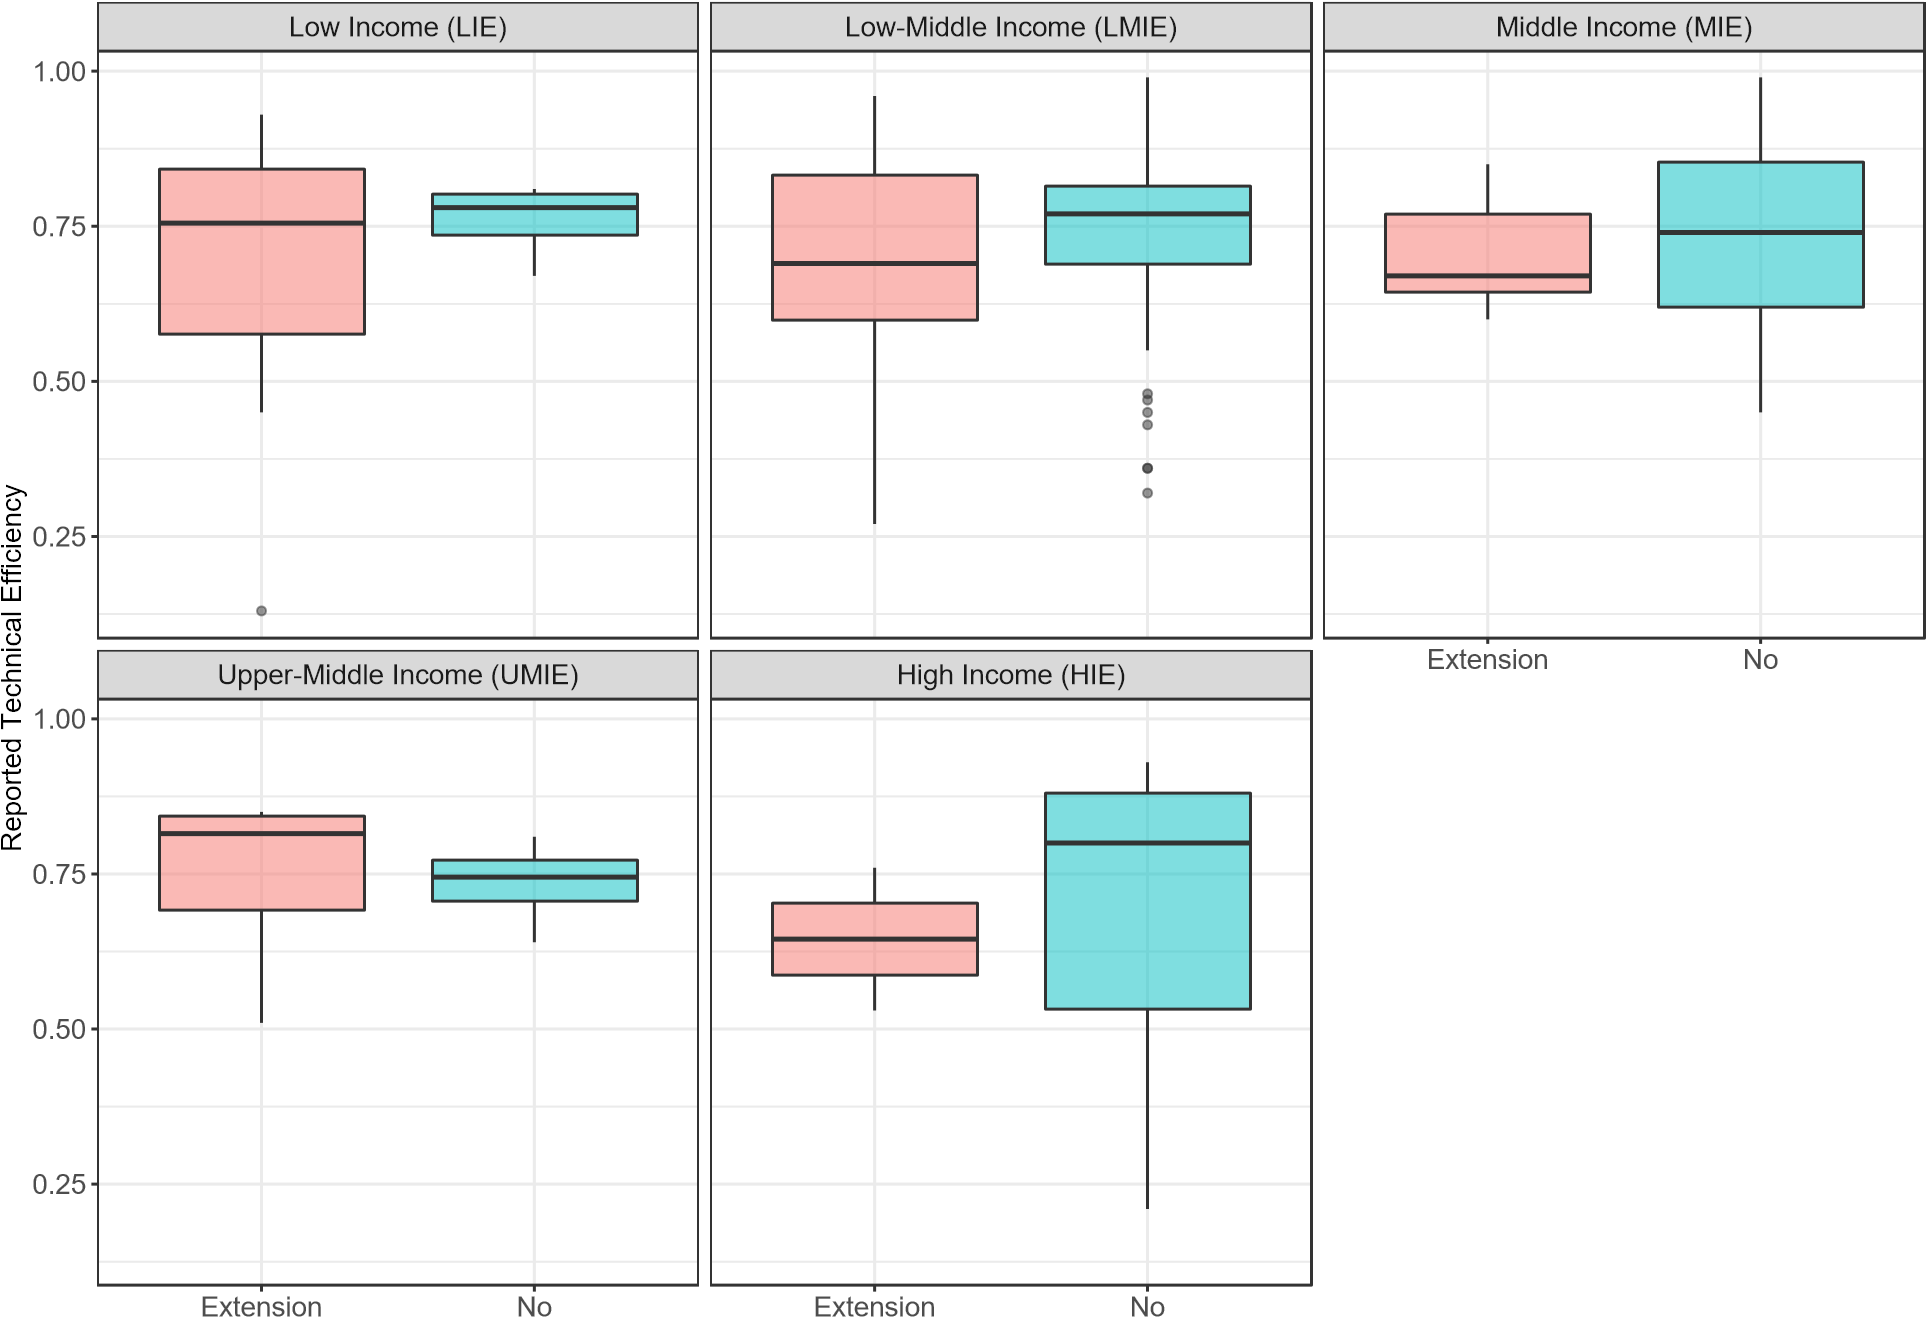 Low Income (LIE)
Low-Middle Income (LMIE)
Middle Income (MIE)
1.00
0.75
0.50
0.25
Extension
No
Upper-Middle Income (UMIE)
High Income (HIE)
1.00
0.75
0.50
0.25
Extension
No
Extension
No
Reported Technical Efficiency